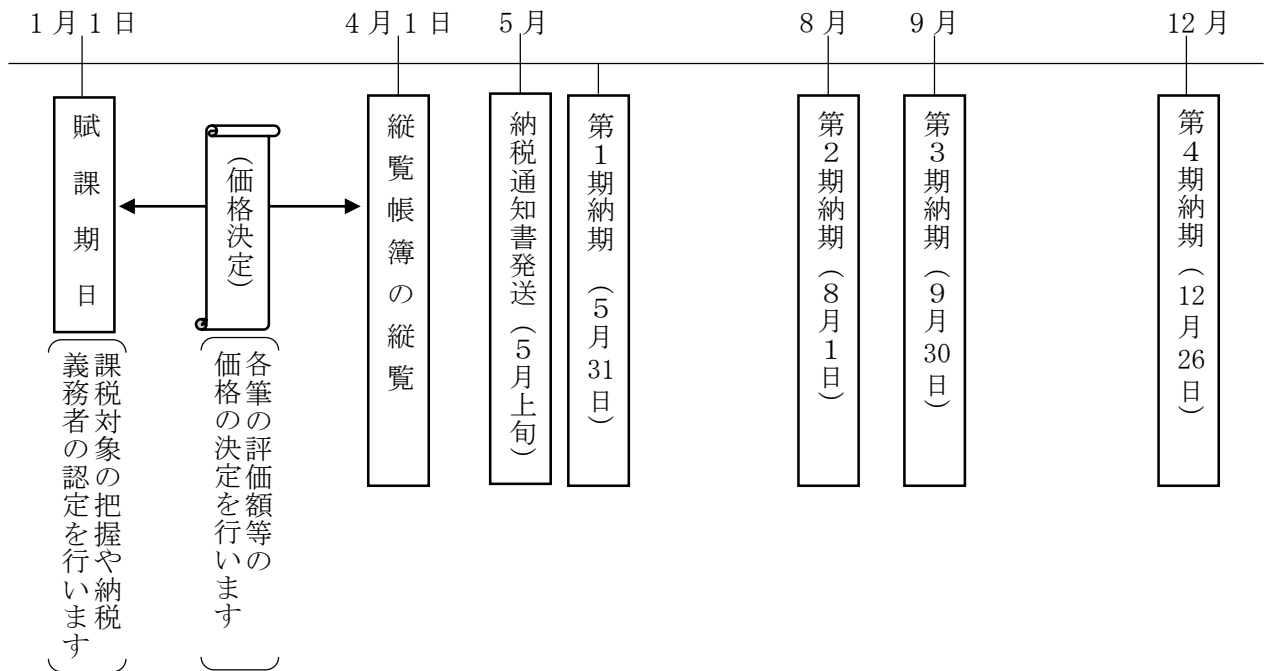 1月1日
4月1日
5月
8月
9月
12月
賦課期日
(価格決定)
縦覧帳簿の縦覧
納税通知書発送(5月上旬)
第1期納期 (5月31日)
第2期納期(8月1日)
第3期納期(9月30日)
第4期納期(12月26日)
課税対象の把握や納税
義務者の認定を行います
各筆の評価額等の
価格の決定を行います